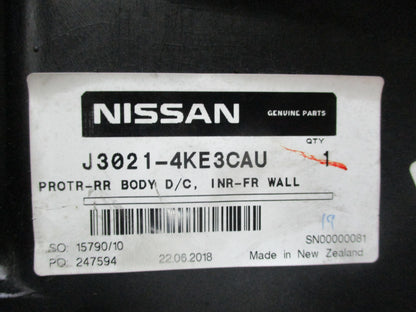 NISSAN GENUINE PARTS
QTY
J3021-4KE3CAU 1
PROTR-RR BODY D/C, INR-FR WALL
19
SO: 15790/10 SN00000081
PO: 247594 22.06.2018 Made in New Zealand